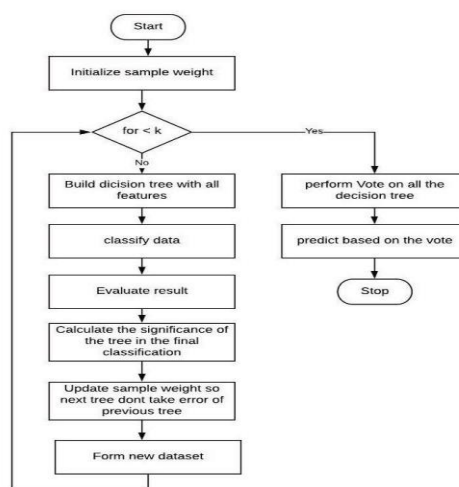 Start
Initialize sample weight
for < k
Yes
No
Build dicision tree with all
features
perform Vote on all the
decision tree
classify data
predict based on the vote
Evaluate result
Stop
Calculate the significance of
the tree in the final
classification
Update sample weight so
next tree dont take error of
previous tree
Form new dataset